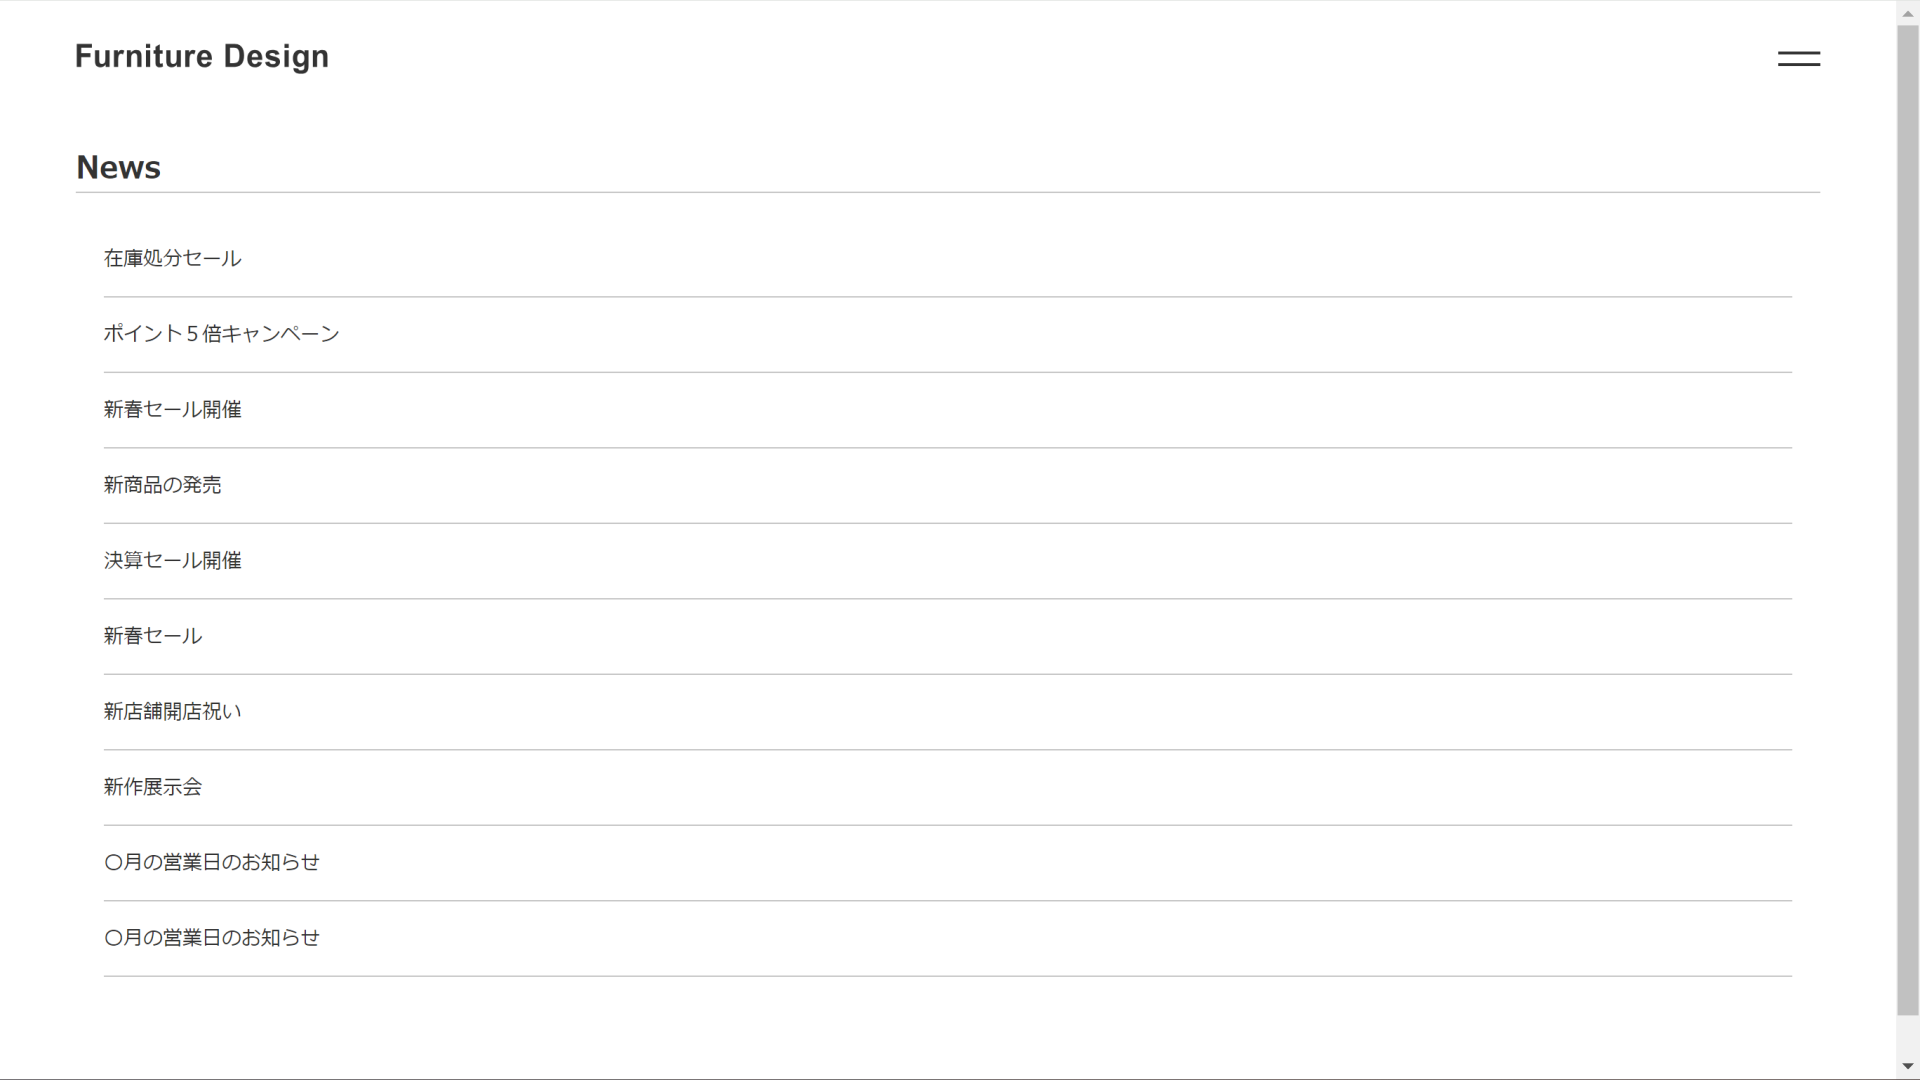 Furniture Design
News
在庫処分セール
ポイント５倍キャンペーン
新春セール開催
新商品の発売
決算セール開催
新春セール
新店舗開店祝い
新作展示会
〇月の営業日のお知らせ
〇月の営業日のお知らせ